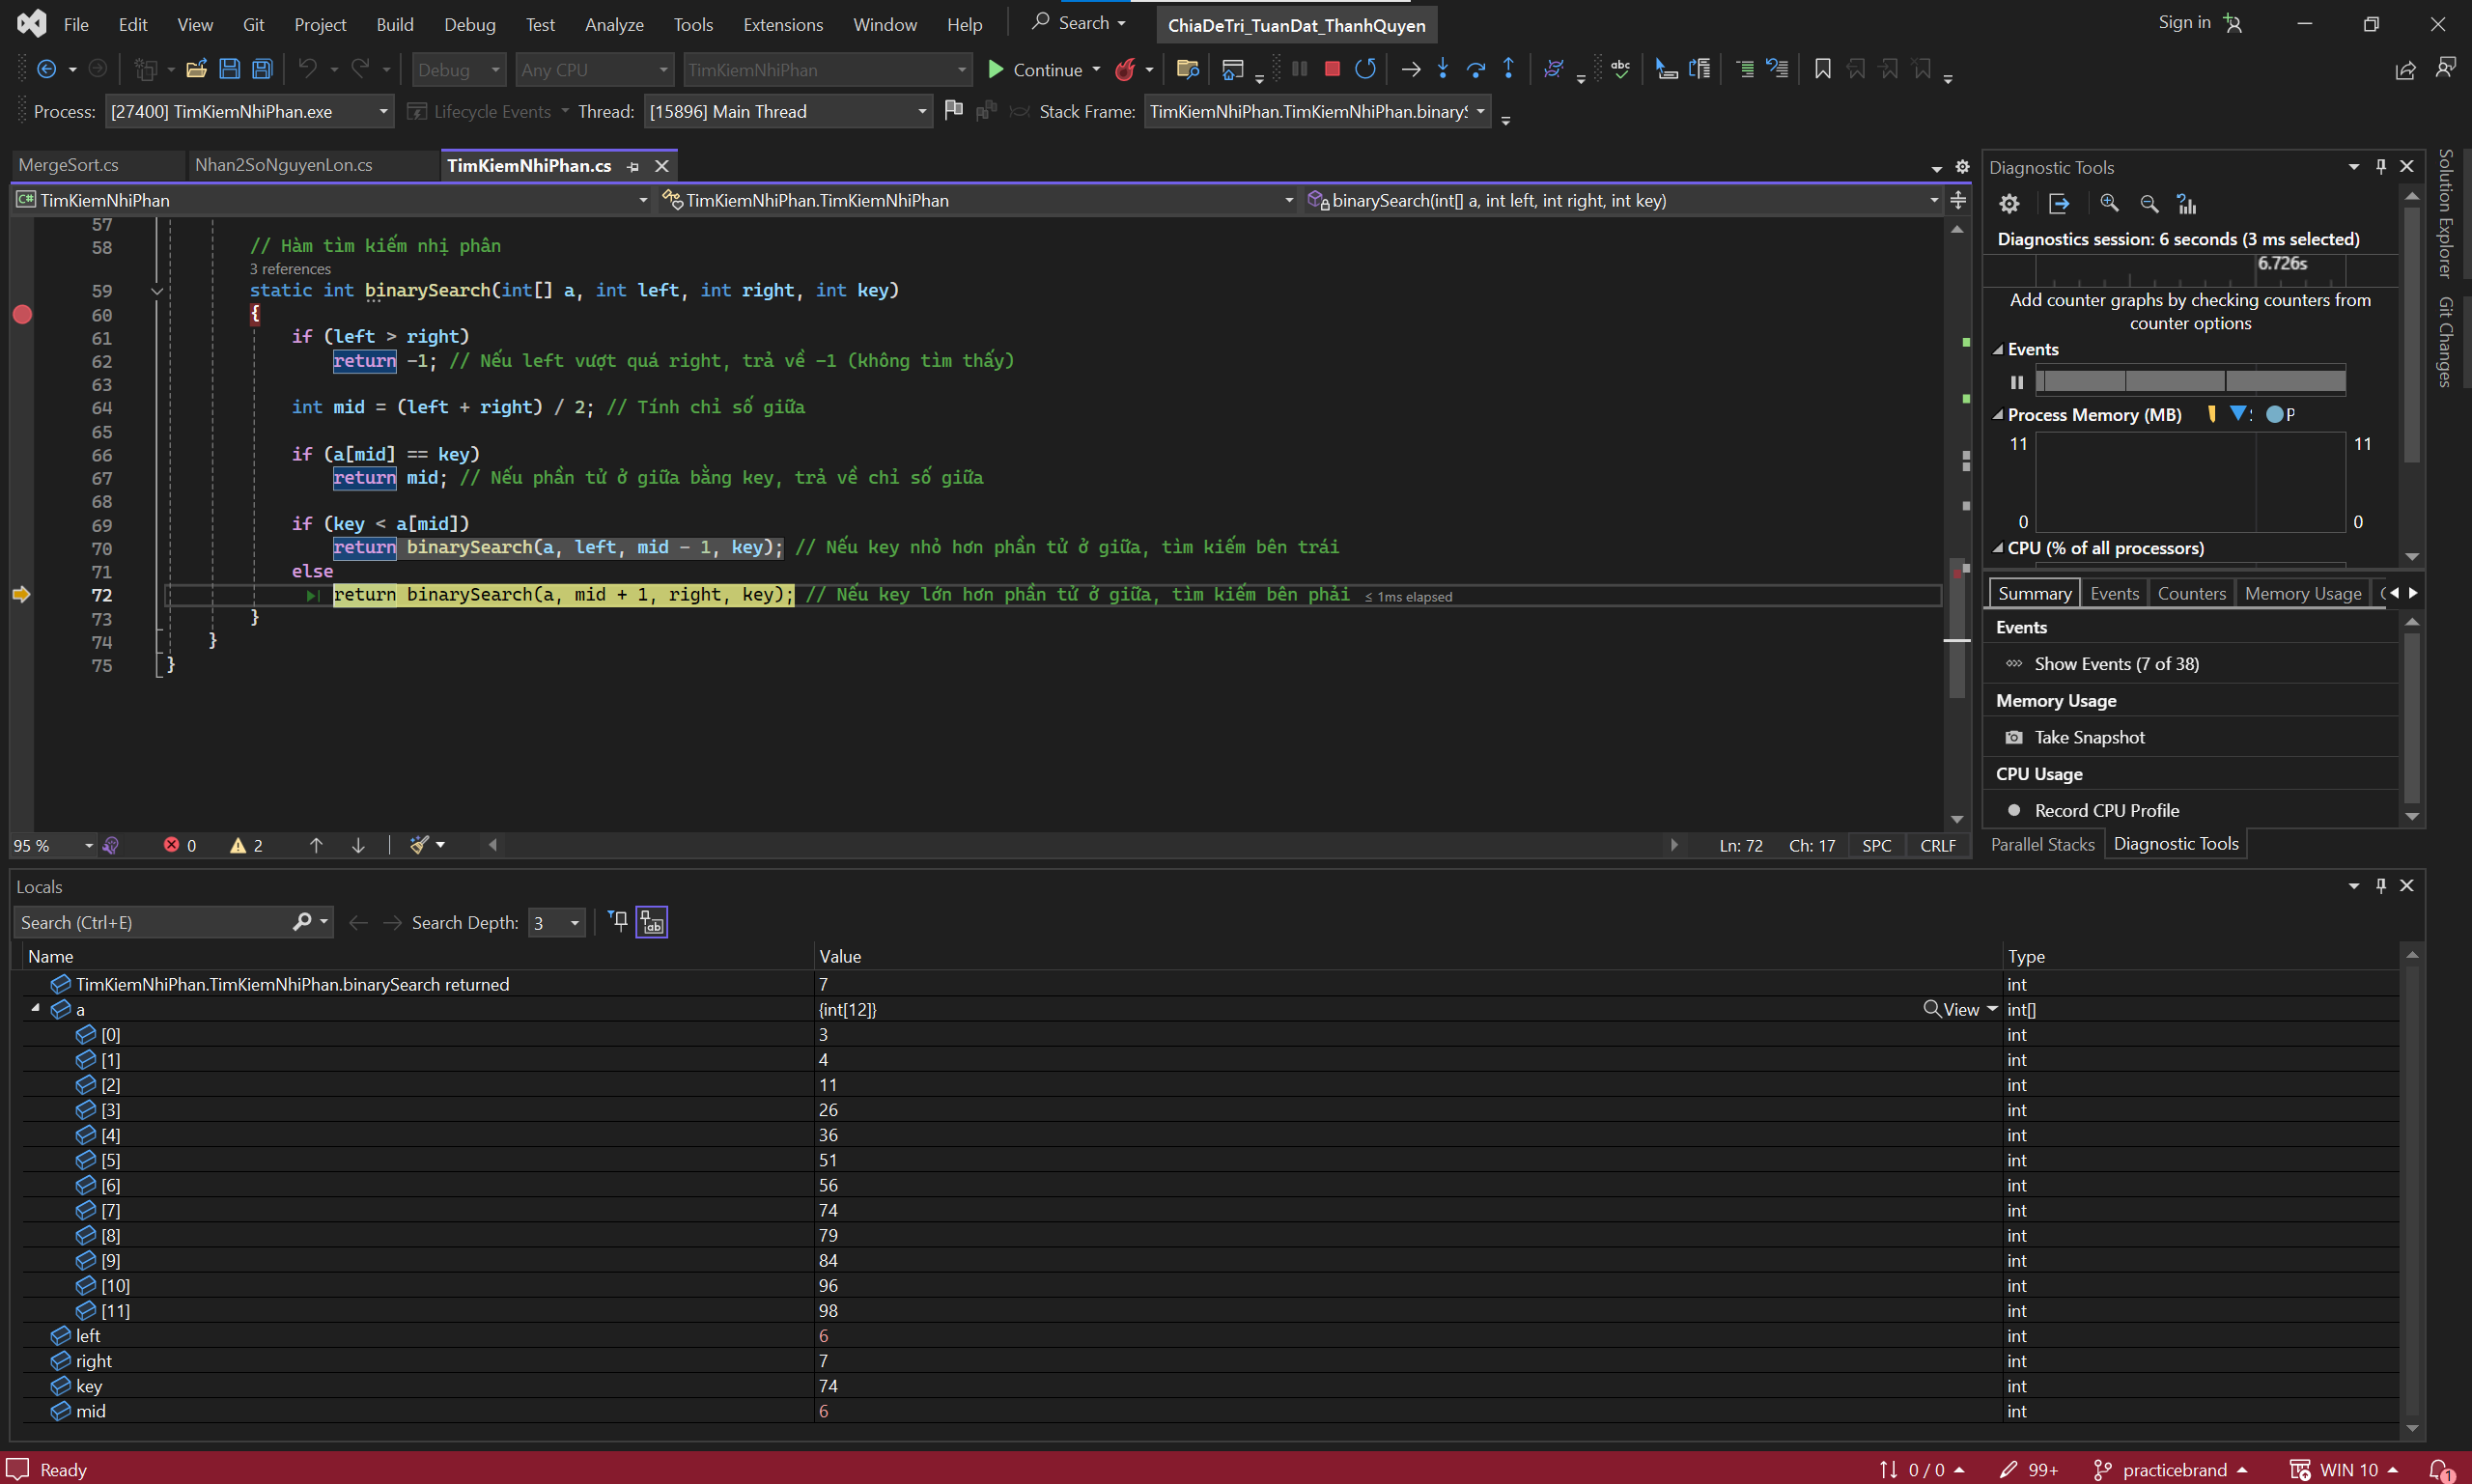 File Edit View Git Project Build Debug Test Analyze Tools Extensions Window Help Search ChiaDeTri_TuanDat_ThanhQuyen Sign in
Debug Any CPU TimKiemNhiPhan Continue
Process: [27400] TimKiemNhiPhan.exe Lifecycle Events Thread: [15896] Main Thread Stack Frame: TimKiemNhiPhan.TimKiemNhiPhan.binaryS
MergeSort.cs Nhan2SoNguyenLon.cs TimKiemNhiPhan.cs
TimKiemNhiPhan TimKiemNhiPhan.TimKiemNhiPhan binarySearch(int[] a, int left, int right, int key)
57
58 // Hàm tìm kiếm nhị phân
3 references
59 static int binarySearch(int[] a, int left, int right, int key)
60 {
61 if (left > right)
62 return -1; // Nếu left vượt quá right, trả về -1 (không tìm thấy)
63
64 int mid = (left + right) / 2; // Tính chỉ số giữa
65
66 if (a[mid] == key)
67 return mid; // Nếu phần tử ở giữa bằng key, trả về chỉ số giữa
68
69 if (key < a[mid])
70 return binarySearch(a, left, mid - 1, key); // Nếu key nhỏ hơn phần tử ở giữa, tìm kiếm bên trái
71 else
72 return binarySearch(a, mid + 1, right, key); // Nếu key lớn hơn phần tử ở giữa, tìm kiếm bên phải ≤ 1ms elapsed
73 }
74 }
75 }
95 % 0 2 Ln: 72 Ch: 17 SPC CRLF
Diagnostic Tools
Diagnostics session: 6 seconds (3 ms selected)
6.726s
Add counter graphs by checking counters from
counter options
Events
Process Memory (MB) P
11 11
0 0
CPU (% of all processors)
Summary Events Counters Memory Usage
Events
Show Events (7 of 38)
Memory Usage
Take Snapshot
CPU Usage
Record CPU Profile
Parallel Stacks Diagnostic Tools
Solution Explorer
Git Changes
Locals
Search (Ctrl+E) Search Depth: 3
Name Value Type
TimKiemNhiPhan.TimKiemNhiPhan.binarySearch returned 7 int
a {int[12]} View int[]
[0] 3 int
[1] 4 int
[2] 11 int
[3] 26 int
[4] 36 int
[5] 51 int
[6] 56 int
[7] 74 int
[8] 79 int
[9] 84 int
[10] 96 int
[11] 98 int
left 6 int
right 7 int
key 74 int
mid 6 int
Ready 0 / 0 99+ practicebrand WIN 10 1